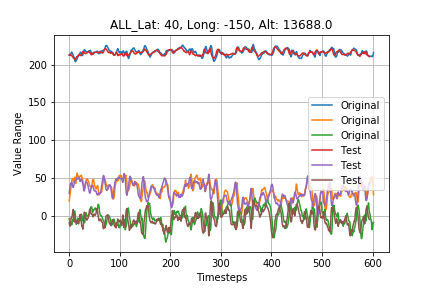 ALL_Lat: 40, Long: -150, Alt: 13688.0
200
150
100
50
0
Value Range
Original
Original
Original
Test
Test
Test
0 100 200 300 400 500 600
Timesteps